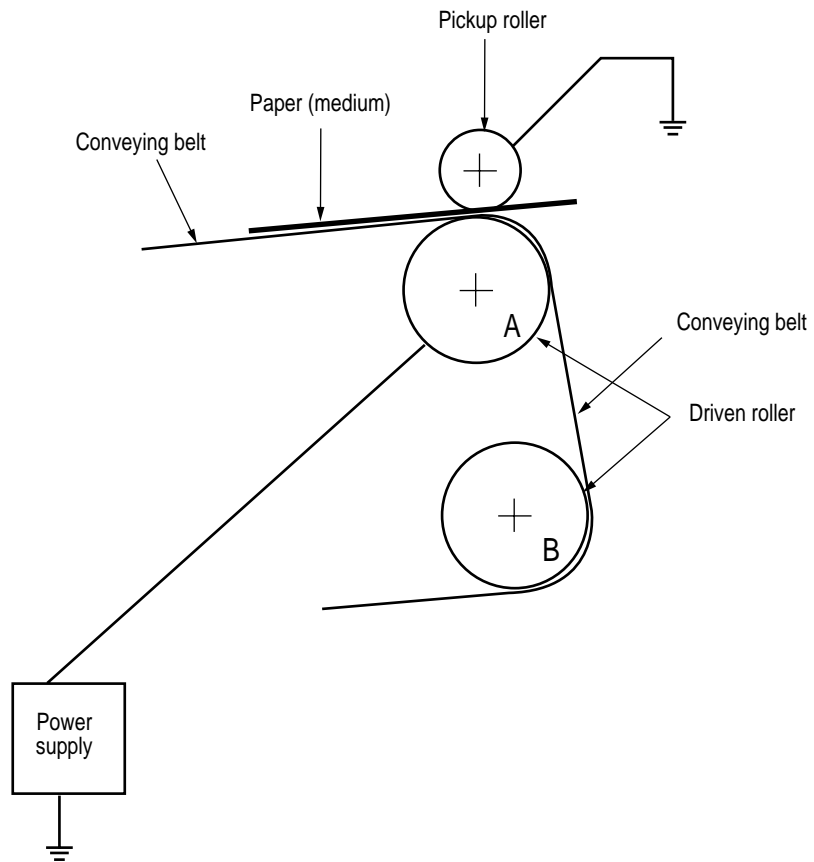 Pickup roller
Paper (medium)
Conveying belt
A
Conveying belt
Driven roller
B
Power
supply